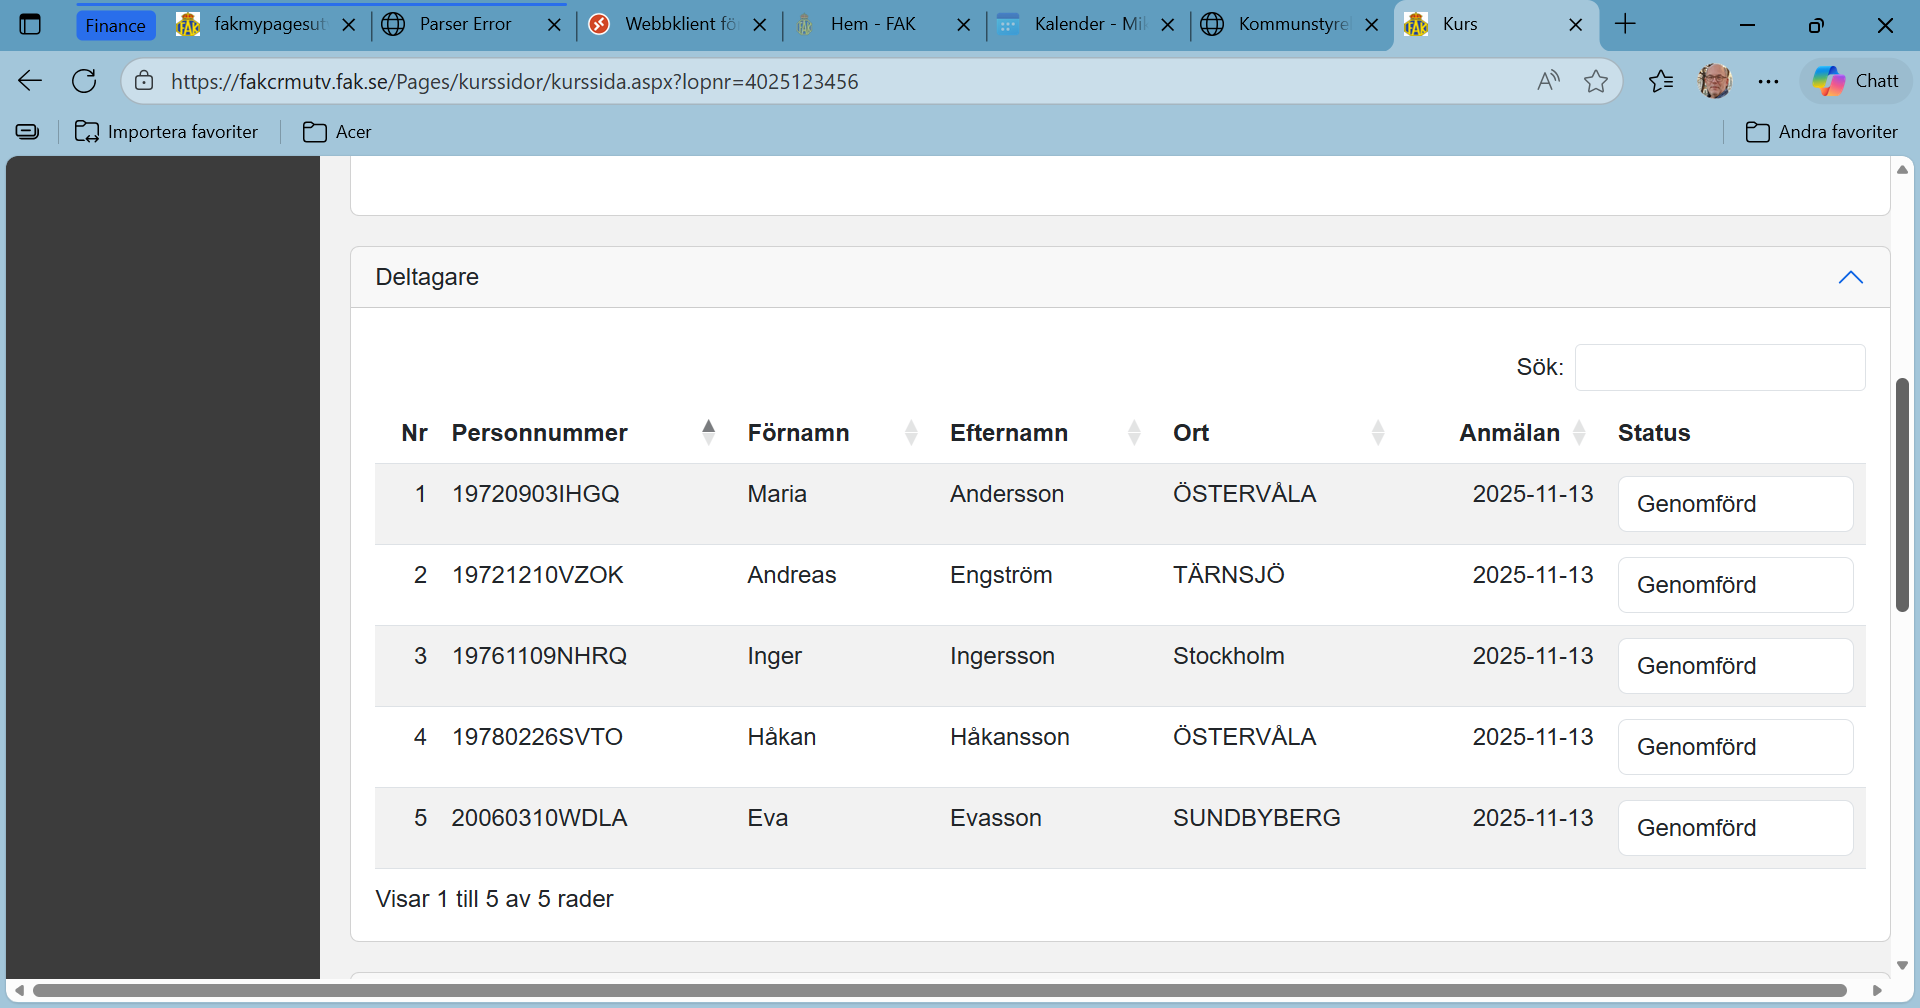 Finance
fakmypagesut
Parser Error
Webbklient fö
Hem - FAK
Kalender - Mi
Kommunstyrel
Kurs
https://fakcrmutv.fak.se/Pages/kurssidor/kurssida.aspx?lopnr=4025123456
Chatt
Importera favoriter
Acer
Andra favoriter
Deltagare
Sök:
Nr Personnummer Förnamn Efternamn Ort Anmälan Status
1 19720903IHGQ Maria Andersson ÖSTERVÅLA 2025-11-13 Genomförd
2 19721210VZOK Andreas Engström TÄRNSJÖ 2025-11-13 Genomförd
3 19761109NHRQ Inger Ingersson Stockholm 2025-11-13 Genomförd
4 19780226SVTO Håkan Håkansson ÖSTERVÅLA 2025-11-13 Genomförd
5 20060310WDLA Eva Evasson SUNDBYBERG 2025-11-13 Genomförd
Visar 1 till 5 av 5 rader